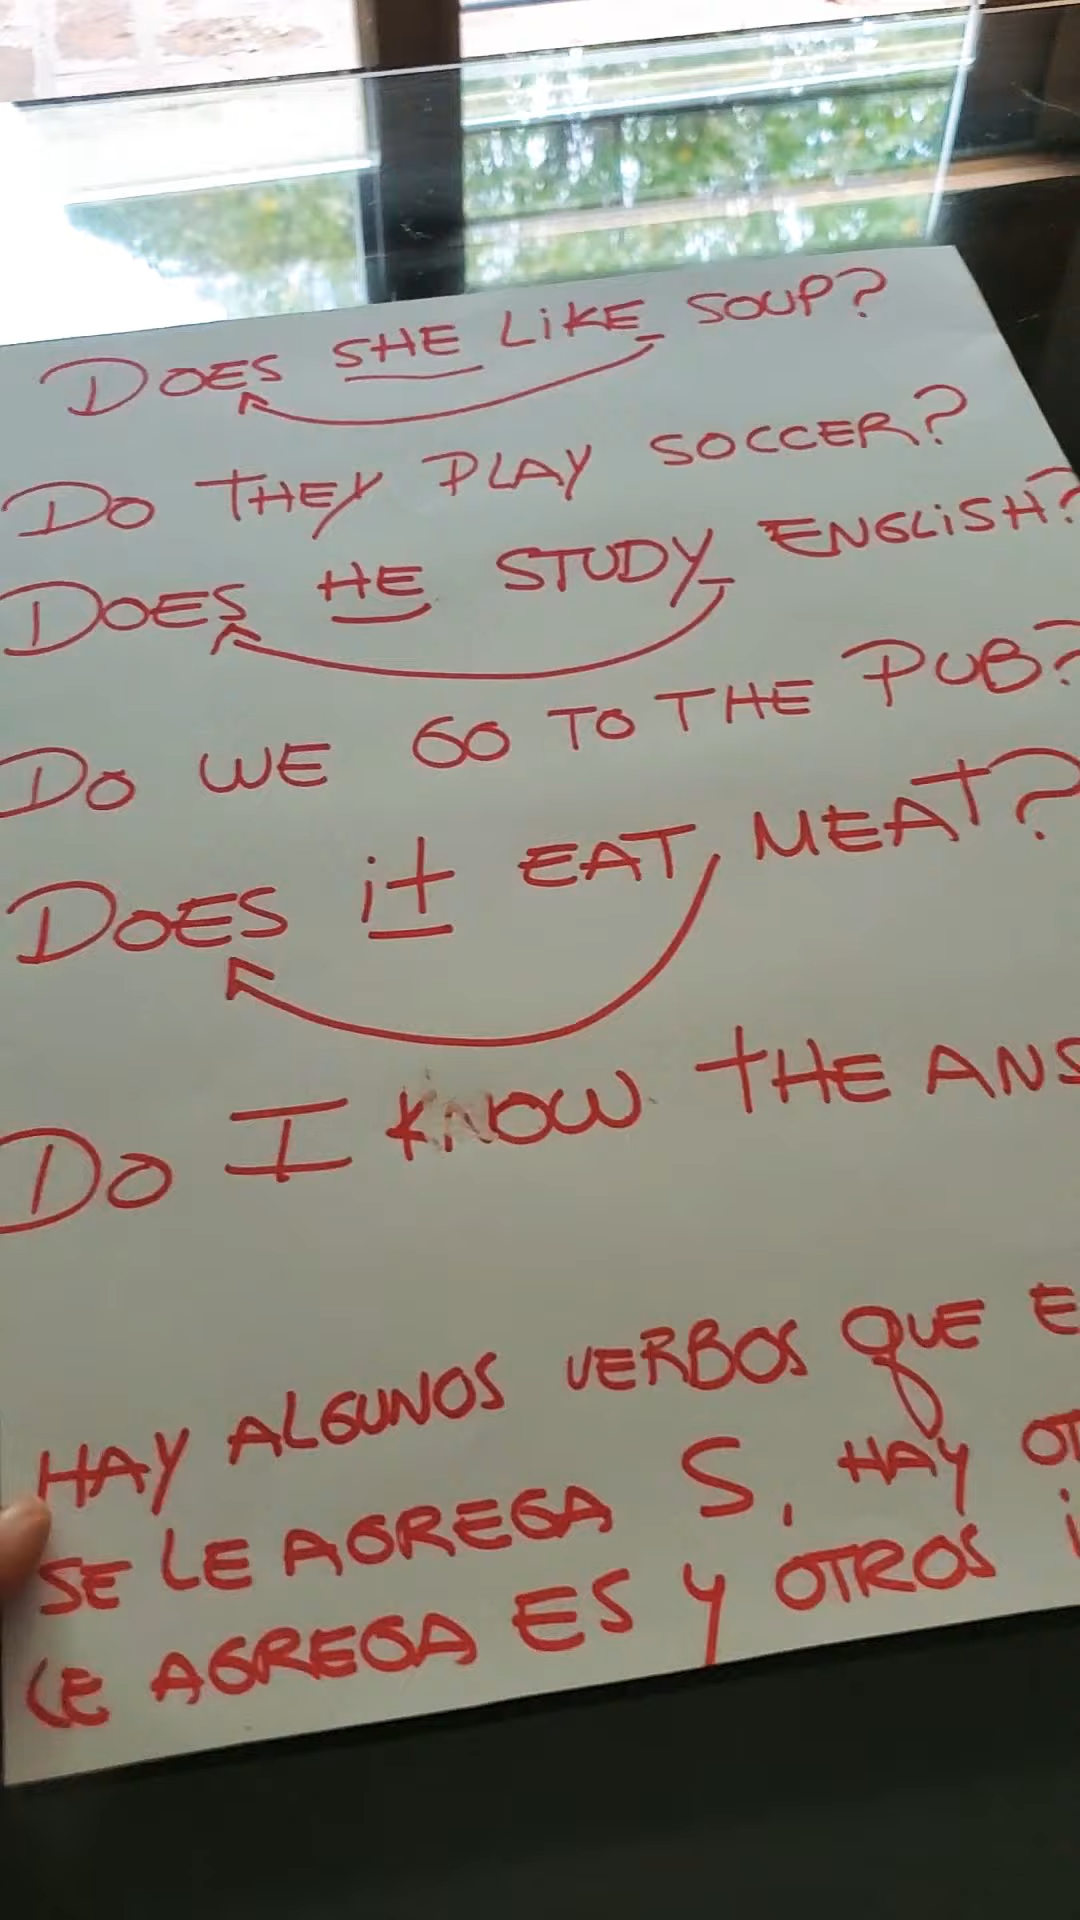 DOES SHE LIKE SOUP?
DO THEY PLAY SOCCER?
DOES HE STUDY ENGLISH?
DO WE GO TO THE PUB?
DOES it EAT MEAT?
DO I KNOW THE ANS
HAY ALGUNOS VERBOS QUE E
SE LE AGREGA S, HAY OT
LE AGREGA ES Y OTROS i